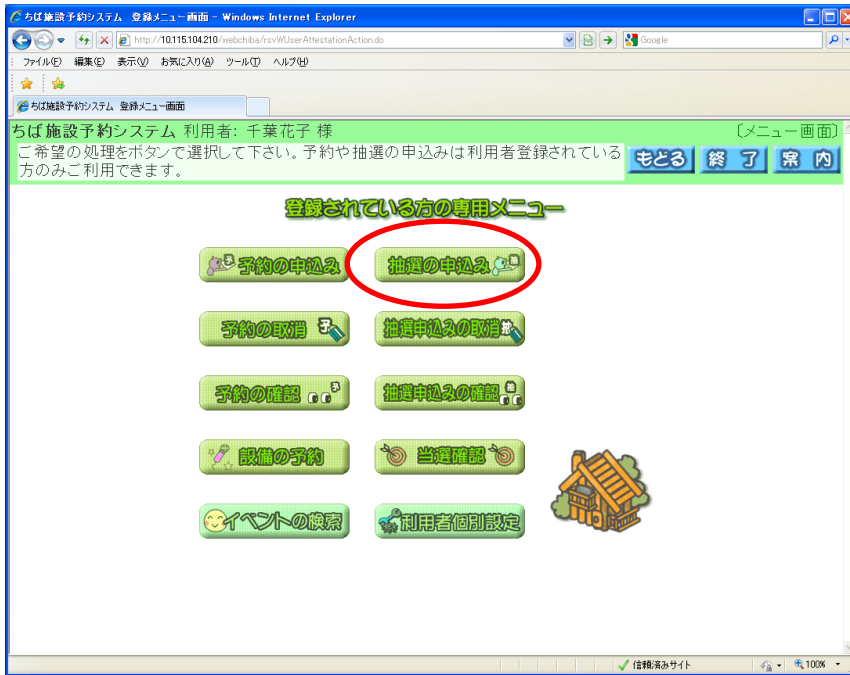 ちば施設予約システム 登録メニュー画面 - Windows Internet Explorer
http://10.115.104.210/webchiba/rsvWUserAttestationAction.do
Google
ファイル(F) 編集(E) 表示(V) お気に入り(A) ツール(T) ヘルプ(H)
ちば施設予約システム 登録メニュー画面
ちば施設予約システム 利用者: 千葉花子 様 〔メニュー画面〕
ご希望の処理をボタンで選択して下さい。予約や抽選の申込みは利用者登録されている
方のみご利用できます。
もどる 終了 案内
登録されている方の専用メニュー
予約の申込み 抽選の申込み
予約の取消 抽選申込みの取消
予約の確認 抽選申込みの確認
設備の予約 当選確認
イベントの検索 利用者個別設定
信頼済みサイト 100%